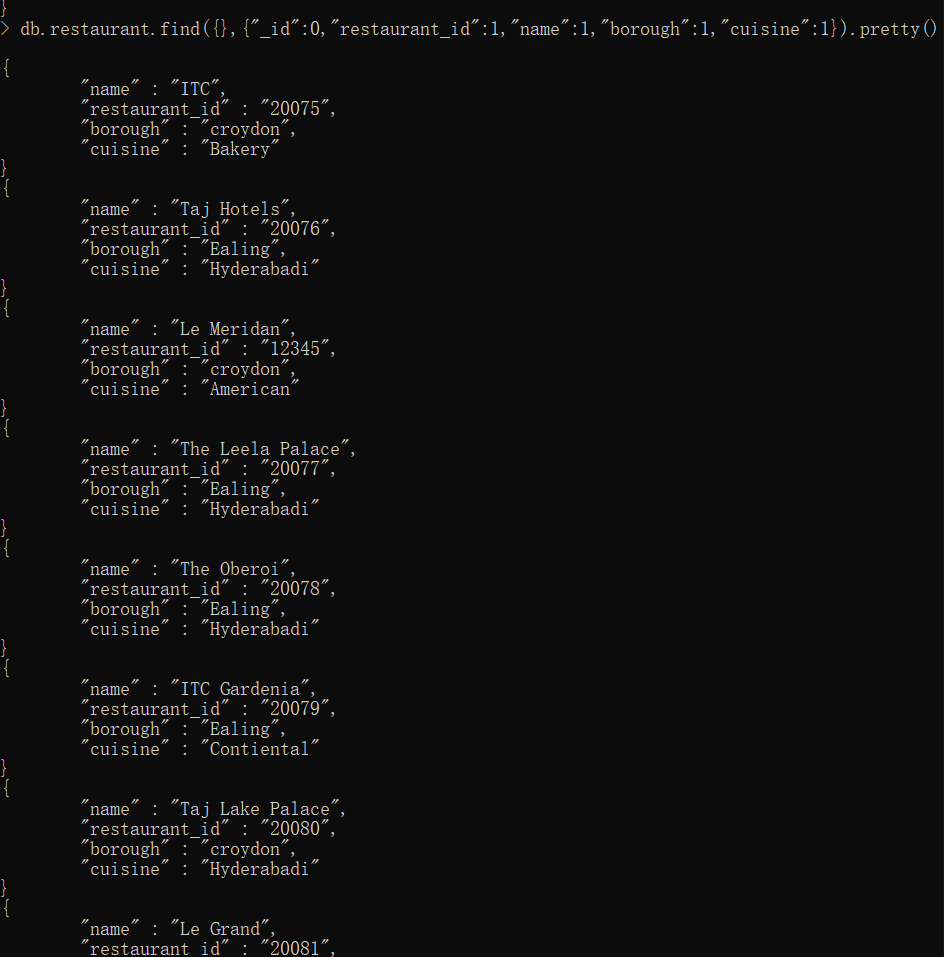 }
> db.restaurant.find({},{"_id":0,"restaurant_id":1,"name":1,"borough":1,"cuisine":1}).pretty()
{
"name" : "ITC",
"restaurant_id" : "20075",
"borough" : "croydon",
"cuisine" : "Bakery"
}
{
"name" : "Taj Hotels",
"restaurant_id" : "20076",
"borough" : "Ealing",
"cuisine" : "Hyderabadi"
}
{
"name" : "Le Meridan",
"restaurant_id" : "12345",
"borough" : "croydon",
"cuisine" : "American"
}
{
"name" : "The Leela Palace",
"restaurant_id" : "20077",
"borough" : "Ealing",
"cuisine" : "Hyderabadi"
}
{
"name" : "The Oberoi",
"restaurant_id" : "20078",
"borough" : "Ealing",
"cuisine" : "Hyderabadi"
}
{
"name" : "ITC Gardenia",
"restaurant_id" : "20079",
"borough" : "Ealing",
"cuisine" : "Contiental"
}
{
"name" : "Taj Lake Palace",
"restaurant_id" : "20080",
"borough" : "croydon",
"cuisine" : "Hyderabadi"
}
{
"name" : "Le Grand",
"restaurant_id" : "20081",